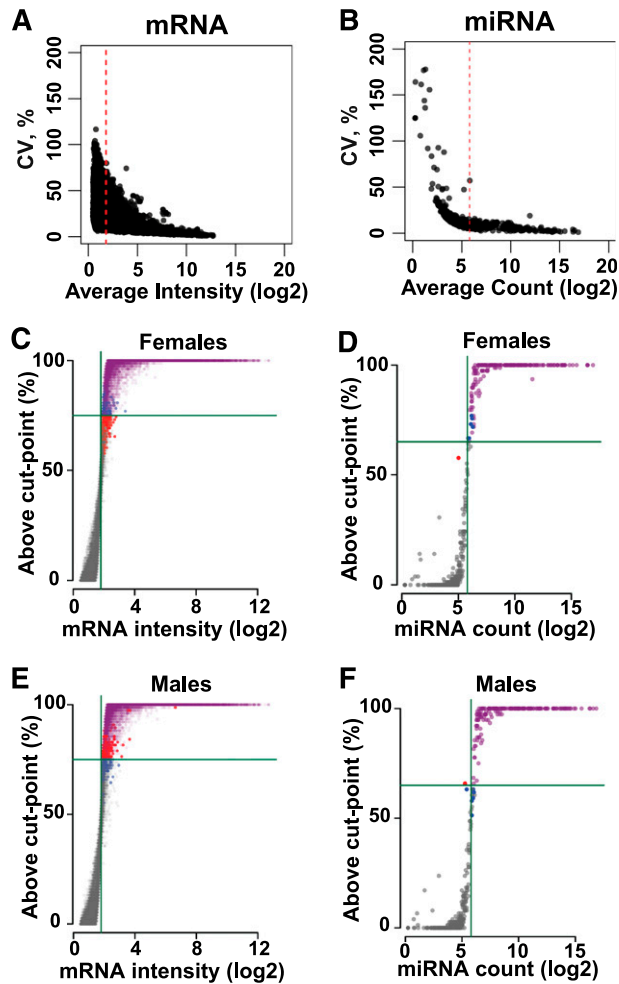 A mRNA
CV, %
200
150
100
50
0
0 5 10 15 20
Average Intensity (log2)
B miRNA
CV, %
200
150
100
50
0
0 5 10 15 20
Average Count (log2)
C Females
Above cut-point (%)
100
50
0
0 4 8 12
mRNA intensity (log2)
D Females
Above cut-point (%)
100
50
0
0 5 10 15
miRNA count (log2)
E Males
Above cut-point (%)
100
50
0
0 4 8 12
mRNA intensity (log2)
F Males
Above cut-point (%)
100
50
0
0 5 10 15
miRNA count (log2)